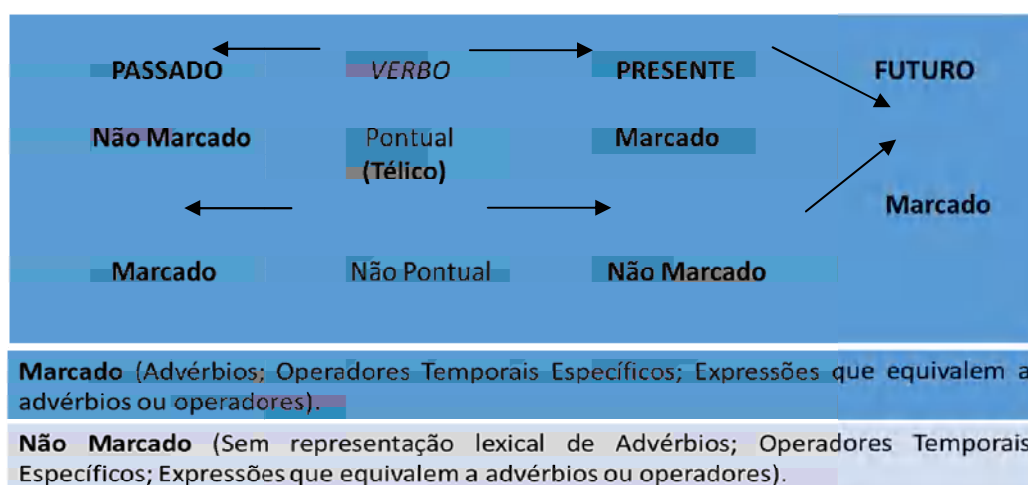 PASSADO VERBO PRESENTE FUTURO
Não Marcado Pontual Marcado
(Télico)
Marcado
Marcado Não Pontual Não Marcado
Marcado (Advérbios; Operadores Temporais Específicos; Expressões que equivalem a
advérbios ou operadores).
Não Marcado (Sem representação lexical de Advérbios; Operadores Temporais
Específicos; Expressões que equivalem a advérbios ou operadores).